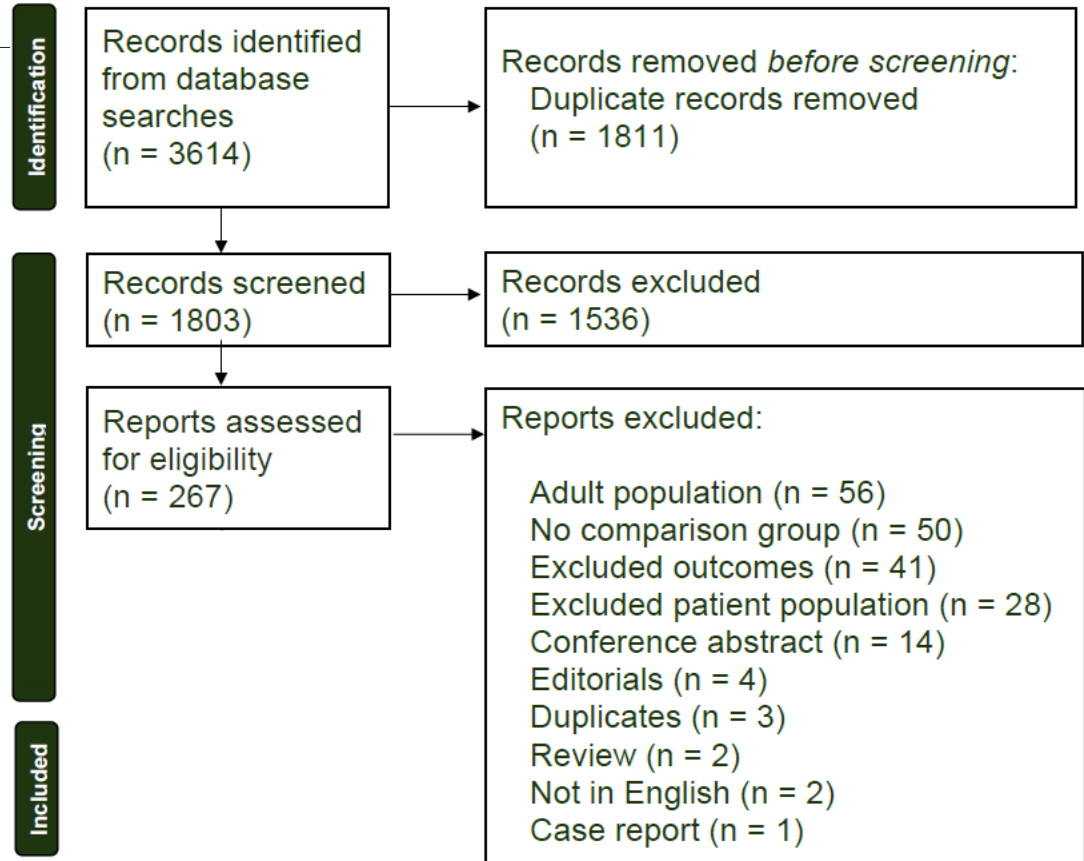 Identification
Records identified
from database
searches
(n = 3614)
Records removed before screening:
Duplicate records removed
(n = 1811)
Screening
Records screened
(n = 1803)
Records excluded
(n = 1536)
Reports assessed
for eligibility
(n = 267)
Reports excluded:
Adult population (n = 56)
No comparison group (n = 50)
Excluded outcomes (n = 41)
Excluded patient population (n = 28)
Conference abstract (n = 14)
Editorials (n = 4)
Duplicates (n = 3)
Review (n = 2)
Not in English (n = 2)
Case report (n = 1)
Included